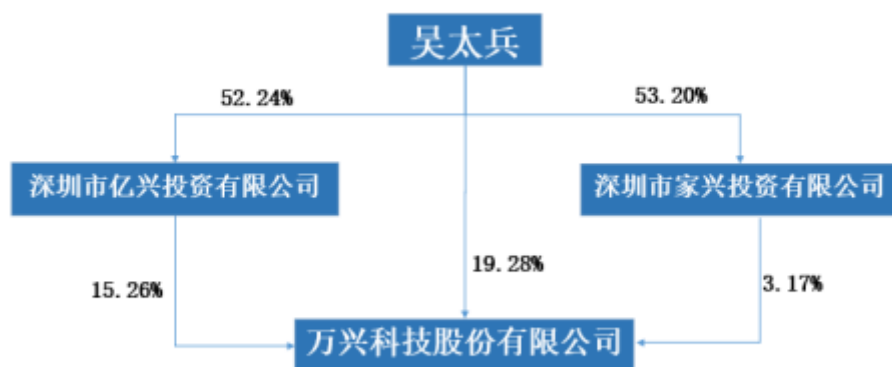 吴太兵
52.24%
53.20%
深圳市亿兴投资有限公司
深圳市家兴投资有限公司
15.26%
19.28%
3.17%
万兴科技股份有限公司